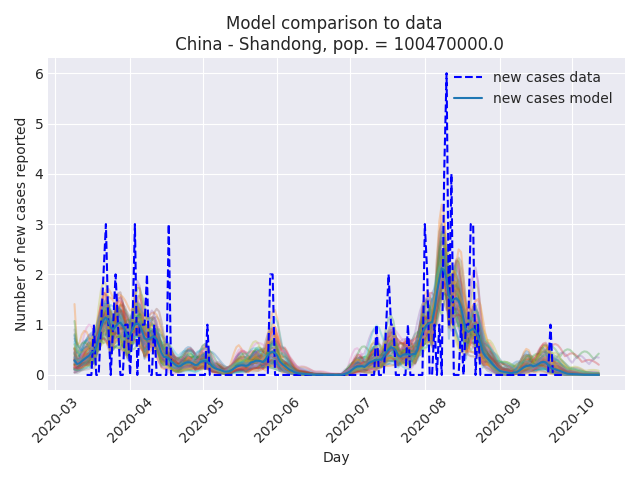 Model comparison to data
China - Shandong, pop. = 100470000.0
new cases data
new cases model
Number of new cases reported
6
5
4
3
2
1
0
2020-03
2020-04
2020-05
2020-06
2020-07
2020-08
2020-09
2020-10
Day